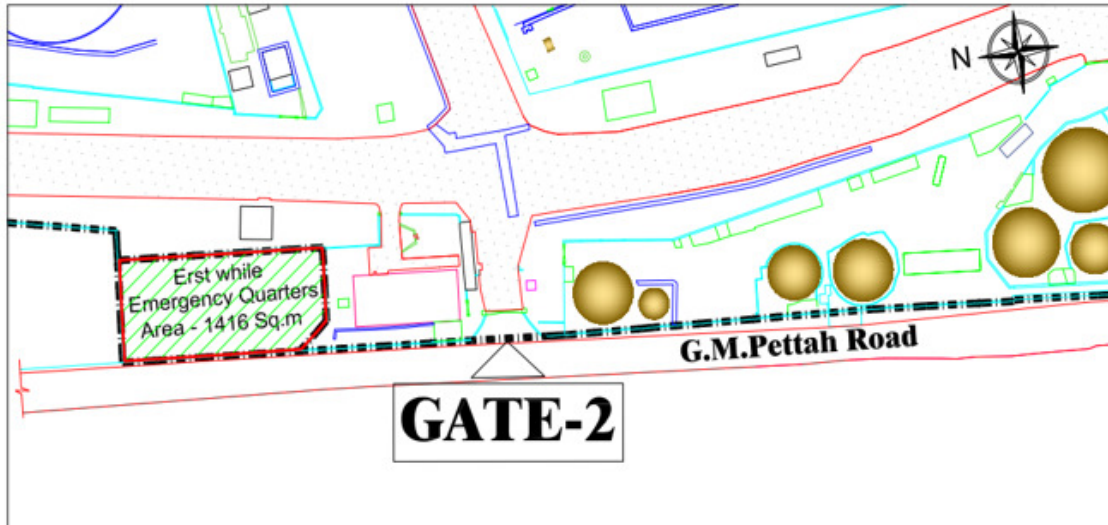 N
Erst while
Emergency Quarters
Area - 1416 Sq.m
G.M.Pettah Road
GATE-2